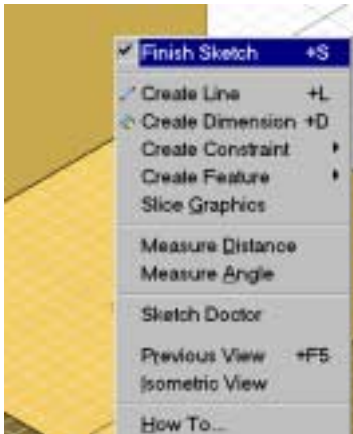 Finish Sketch +S
Create Line +L
Create Dimension +D
Create Constraint
Create Feature
Slice Graphics
Measure Distance
Measure Angle
Sketch Doctor
Previous View +F5
Isometric View
How To...